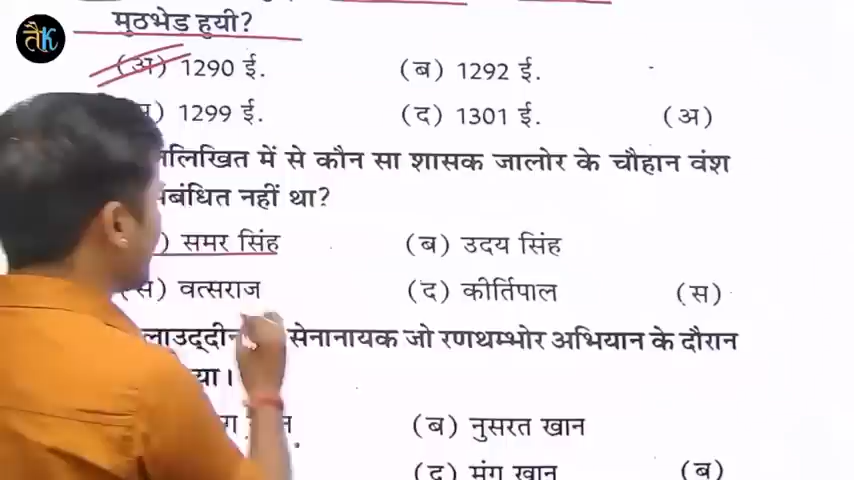 तैK
मुठभेड हुयी?
(अ) 1290 ई. (ब) 1292 ई.
1299 ई. (द) 1301 ई. (अ)
में से कौन सा शासक जालोर के चौहान वंश
नहीं था?
समर सिंह (ब) उदय सिंह
(स) वत्सराज (द) कीर्तिपाल (स)
सेनानायक जो रणथम्भोर अभियान के दौरान
(ब) नुसरत खान
(द) मंगू खान (ब)